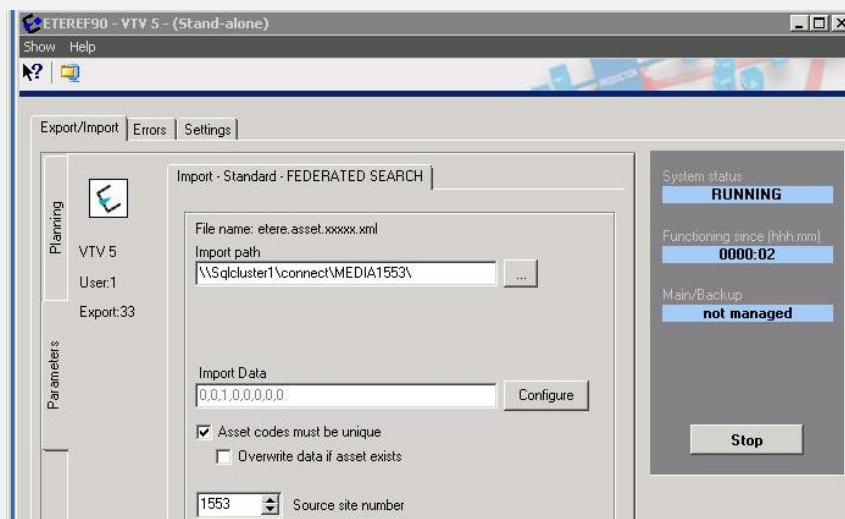 ETEREF90 - VTV 5 - (Stand-alone)
Show Help
Export/Import Errors Settings
Planning
Parameters
VTV 5
User:1
Export:33
Import - Standard - FEDERATED SEARCH
File name: etere.asset.xxxxx.xml
Import path
\\Sqlcluster1\connect\MEDIA1553\
...
Import Data
0,0,1,0,0,0,0,0
Configure
Asset codes must be unique
Overwrite data if asset exists
1553 Source site number
PRODUCTION
System status
RUNNING
Functioning since (hhh.mm)
0000:02
Main/Backup
not managed
Stop